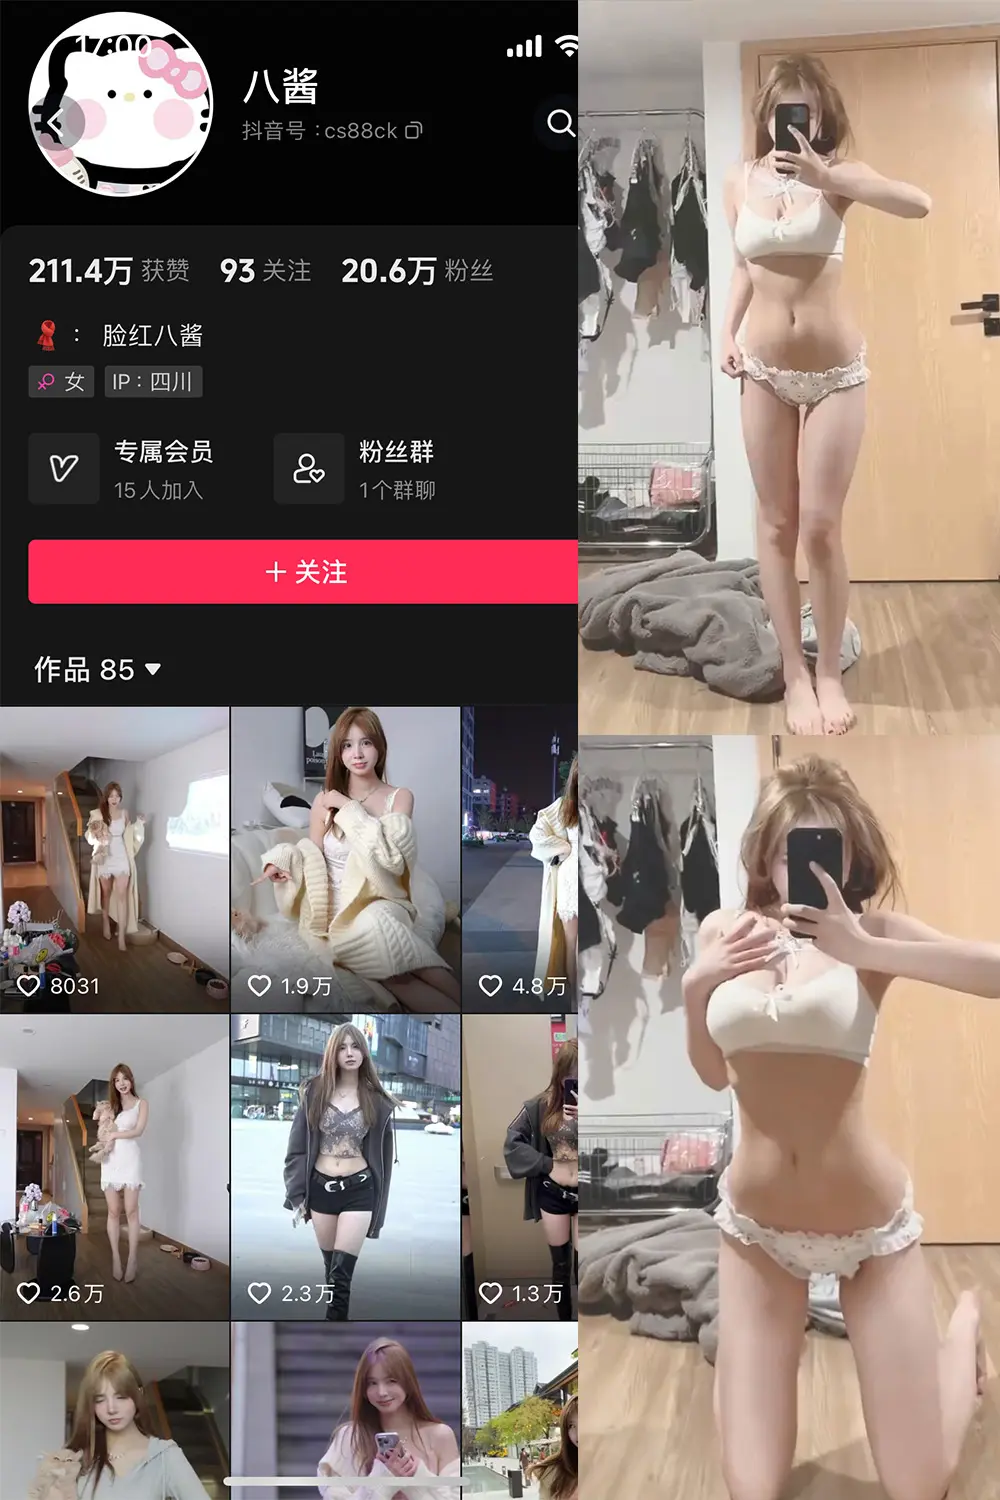 17:00
八酱
抖音号：cs88ck
211.4万 获赞 93 关注 20.6万 粉丝
： 脸红八酱
女 IP：四川
专属会员 粉丝群
15人加入 1个群聊
+ 关注
作品 85
8031 1.9万 4.8万
2.6万 2.3万 1.3万